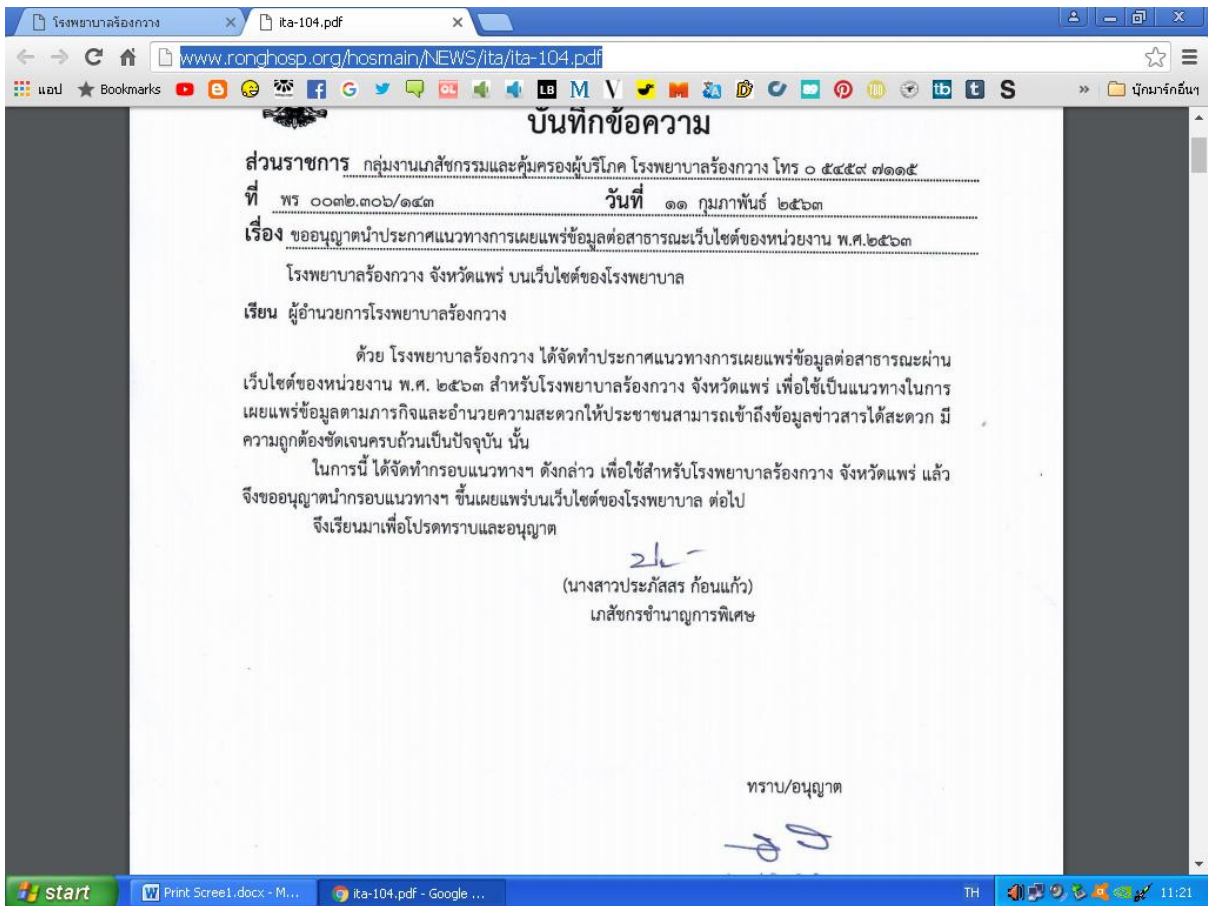 โรงพยาบาลร้องกวาง
ita-104.pdf
www.ronghosp.org/hosmain/NEWS/ita/ita-104.pdf
แอป Bookmarks บุ๊กมาร์กอื่นๆ
บันทึกข้อความ
ส่วนราชการ กลุ่มงานเภสัชกรรมและคุ้มครองผู้บริโภค โรงพยาบาลร้องกวาง โทร ๐ ๕๔๕๙ ๗๑๑๕
ที่ พร ๐๐๓๒.๓๐๖/๑๔๓ วันที่ ๑๑ กุมภาพันธ์ ๒๕๖๓
เรื่อง ขออนุญาตนำประกาศแนวทางการเผยแพร่ข้อมูลต่อสาธารณะเว็บไซต์ของหน่วยงาน พ.ศ.๒๕๖๓
โรงพยาบาลร้องกวาง จังหวัดแพร่ บนเว็บไซต์ของโรงพยาบาล
เรียน ผู้อำนวยการโรงพยาบาลร้องกวาง
ด้วย โรงพยาบาลร้องกวาง ได้จัดทำประกาศแนวทางการเผยแพร่ข้อมูลต่อสาธารณะผ่าน
เว็บไซต์ของหน่วยงาน พ.ศ. ๒๕๖๓ สำหรับโรงพยาบาลร้องกวาง จังหวัดแพร่ เพื่อใช้เป็นแนวทางในการ
เผยแพร่ข้อมูลตามภารกิจและอำนวยความสะดวกให้ประชาชนสามารถเข้าถึงข้อมูลข่าวสารได้สะดวก มี
ความถูกต้องชัดเจนครบถ้วนเป็นปัจจุบัน นั้น
ในการนี้ ได้จัดทำกรอบแนวทางฯ ดังกล่าว เพื่อใช้สำหรับโรงพยาบาลร้องกวาง จังหวัดแพร่ แล้ว
จึงขออนุญาตนำกรอบแนวทางฯ ขึ้นเผยแพร่บนเว็บไซต์ของโรงพยาบาล ต่อไป
จึงเรียนมาเพื่อโปรดทราบและอนุญาต
(นางสาวประภัสสร ก้อนแก้ว)
เภสัชกรชำนาญการพิเศษ
ทราบ/อนุญาต
start Print Scree1.docx - M... ita-104.pdf - Google ... TH 11:21